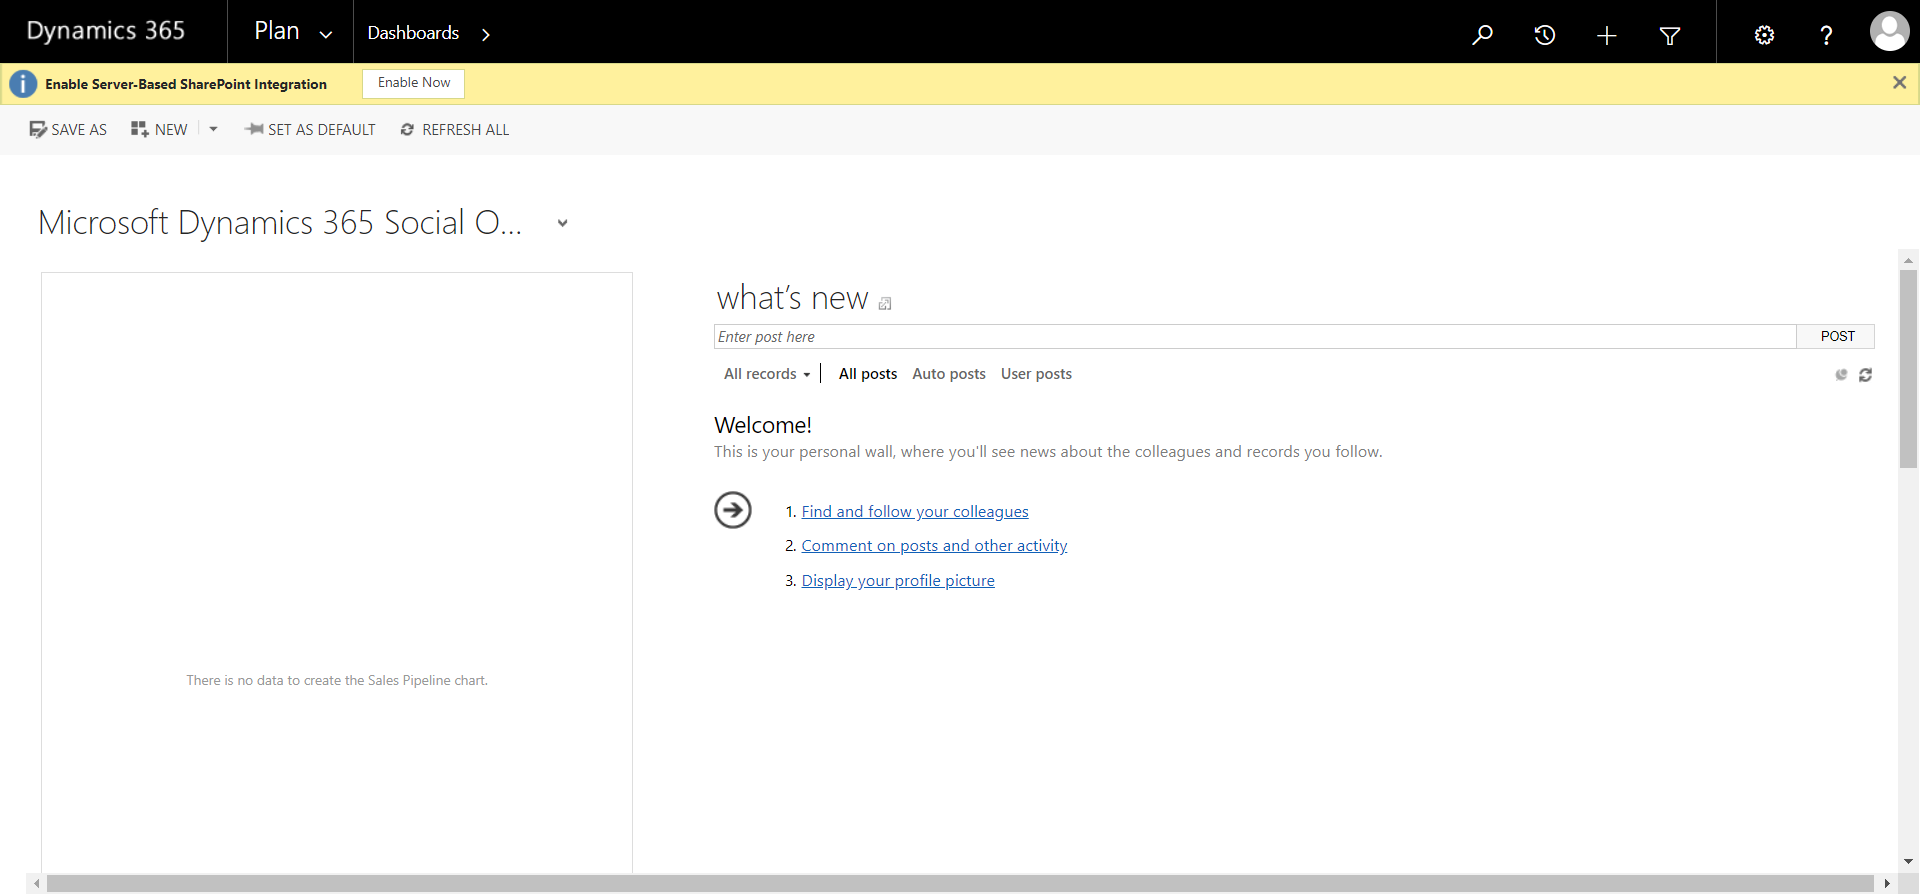 Dynamics 365
Plan
Dashboards
Enable Server-Based SharePoint Integration
Enable Now
SAVE AS
NEW
SET AS DEFAULT
REFRESH ALL
Microsoft Dynamics 365 Social O...
what's new
Enter post here
POST
All records
All posts
Auto posts
User posts
Welcome!
This is your personal wall, where you'll see news about the colleagues and records you follow.
1. Find and follow your colleagues
2. Comment on posts and other activity
3. Display your profile picture
There is no data to create the Sales Pipeline chart.